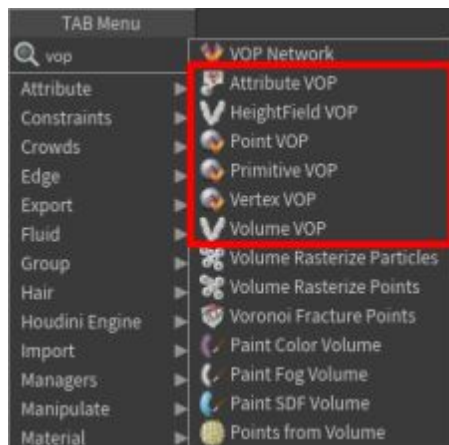 TAB Menu
vop
Attribute
Constraints
Crowds
Edge
Export
Fluid
Group
Hair
Houdini Engine
Import
Managers
Manipulate
Material
VOP Network
Attribute VOP
HeightField VOP
Point VOP
Primitive VOP
Vertex VOP
Volume VOP
Volume Rasterize Particles
Volume Rasterize Points
Voronoi Fracture Points
Paint Color Volume
Paint Fog Volume
Paint SDF Volume
Points from Volume